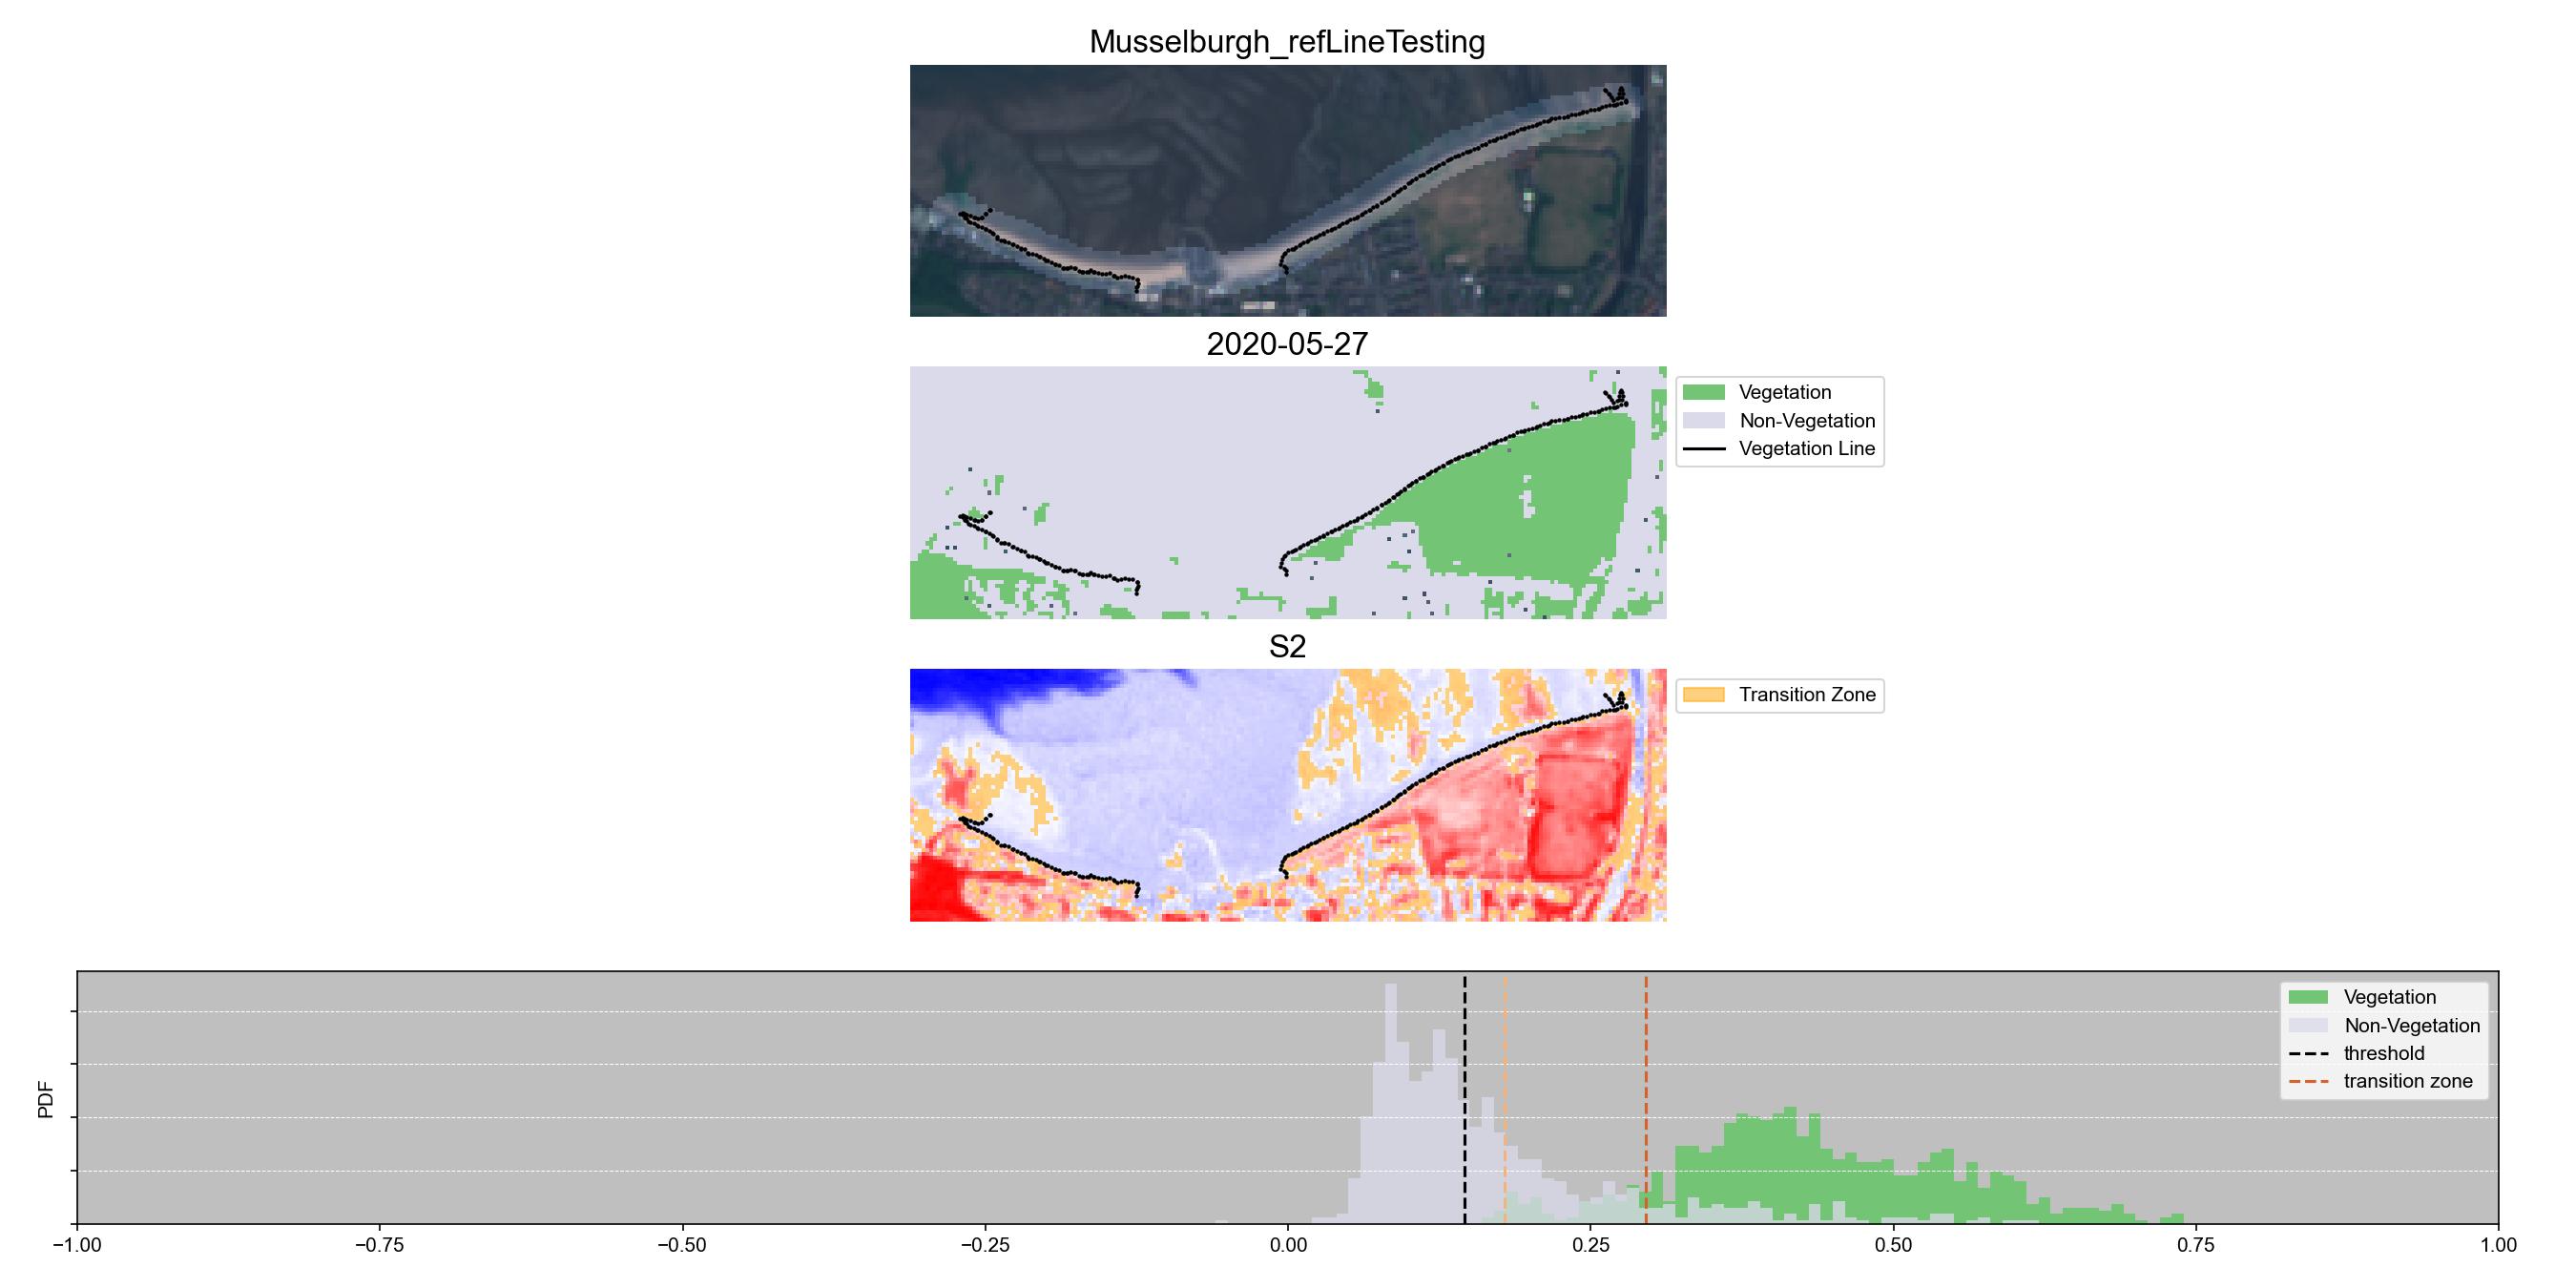 Musselburgh_refLineTesting
2020-05-27
Vegetation
Non-Vegetation
Vegetation Line
S2
Transition Zone
PDF
Vegetation
Non-Vegetation
threshold
transition zone
−1.00 −0.75 −0.50 −0.25 0.00 0.25 0.50 0.75 1.00